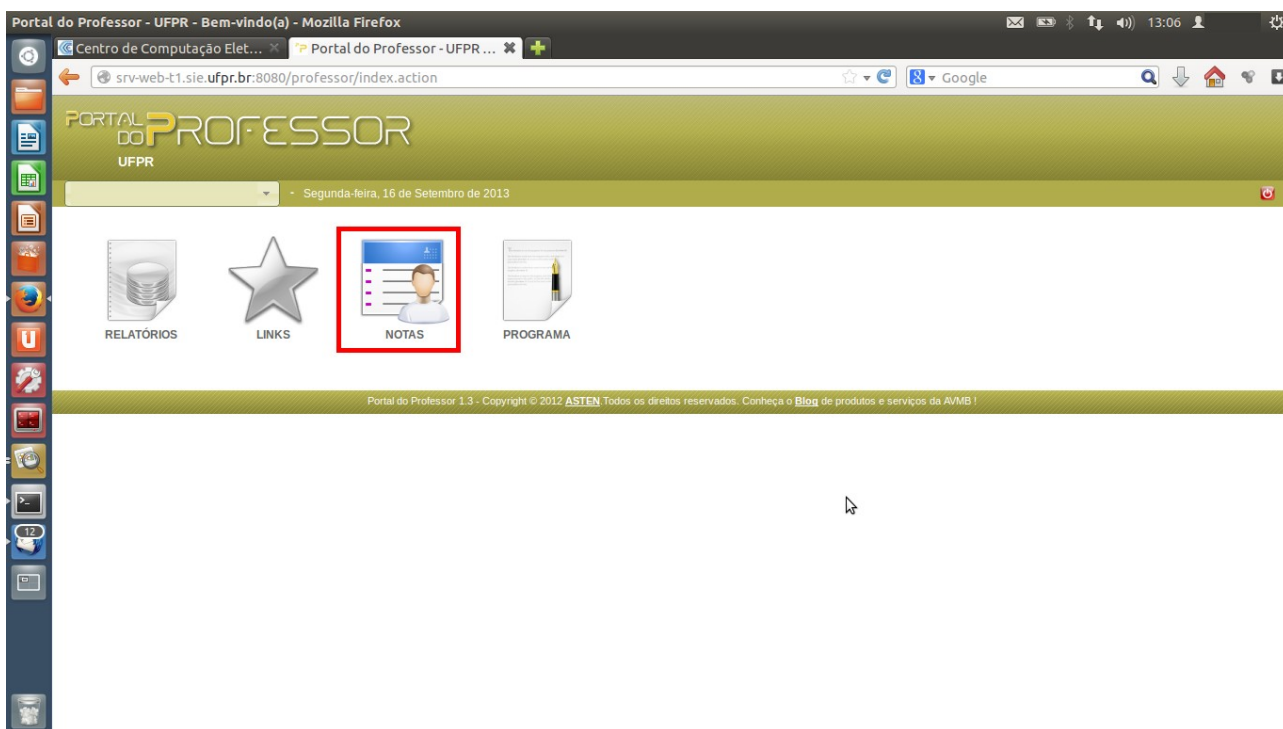 Portal do Professor - UFPR - Bem-vindo(a) - Mozilla Firefox
13:06
Centro de Computação Elet...
Portal do Professor - UFPR ...
srv-web-t1.sie.ufpr.br:8080/professor/index.action
Google
PORTAL DO PROFESSOR
UFPR
- Segunda-feira, 16 de Setembro de 2013
RELATÓRIOS
LINKS
NOTAS
PROGRAMA
Portal do Professor 1.3 - Copyright © 2012 ASTEN.Todos os direitos reservados. Conheça o Blog de produtos e serviços da AVMB !
12